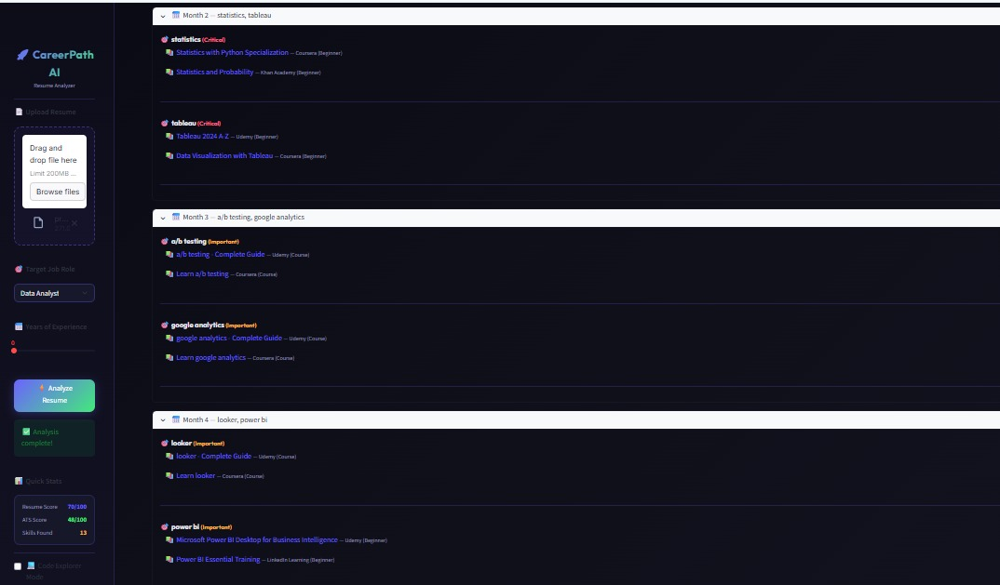 CareerPath
AI
Resume Analyzer
Upload Resume
Drag and
drop file here
Limit 200MB ...
Browse files
Target Job Role
Data Analyst
Years of Experience
0
Analyze
Resume
Analysis
complete!
Quick Stats
Resume Score 70/100
ATS Score 48/100
Skills Found 13
Code Explorer
Mode
Month 2 — statistics, tableau
statistics (Critical)
Statistics with Python Specialization — Coursera (Beginner)
Statistics and Probability — Khan Academy (Beginner)
tableau (Critical)
Tableau 2024 A-Z — Udemy (Beginner)
Data Visualization with Tableau — Coursera (Beginner)
Month 3 — a/b testing, google analytics
a/b testing (Important)
a/b testing - Complete Guide — Udemy (Course)
Learn a/b testing — Coursera (Course)
google analytics (Important)
google analytics - Complete Guide — Udemy (Course)
Learn google analytics — Coursera (Course)
Month 4 — looker, power bi
looker (Important)
looker - Complete Guide — Udemy (Course)
Learn looker — Coursera (Course)
power bi (Important)
Microsoft Power BI Desktop for Business Intelligence — Udemy (Beginner)
Power BI Essential Training — LinkedIn Learning (Beginner)